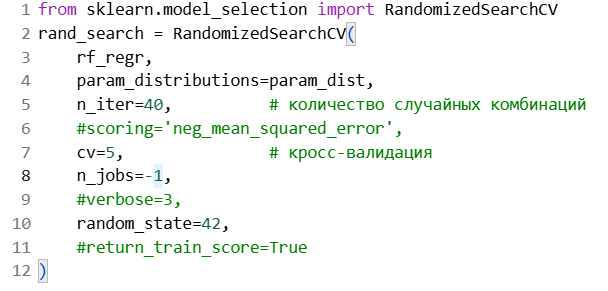 1 from sklearn.model_selection import RandomizedSearchCV
2 rand_search = RandomizedSearchCV(
3     rf_regr,
4     param_distributions=param_dist,
5     n_iter=40,          # количество случайных комбинаций
6     #scoring='neg_mean_squared_error',
7     cv=5,               # кросс-валидация
8     n_jobs=-1,
9     #verbose=3,
10     random_state=42,
11     #return_train_score=True
12 )